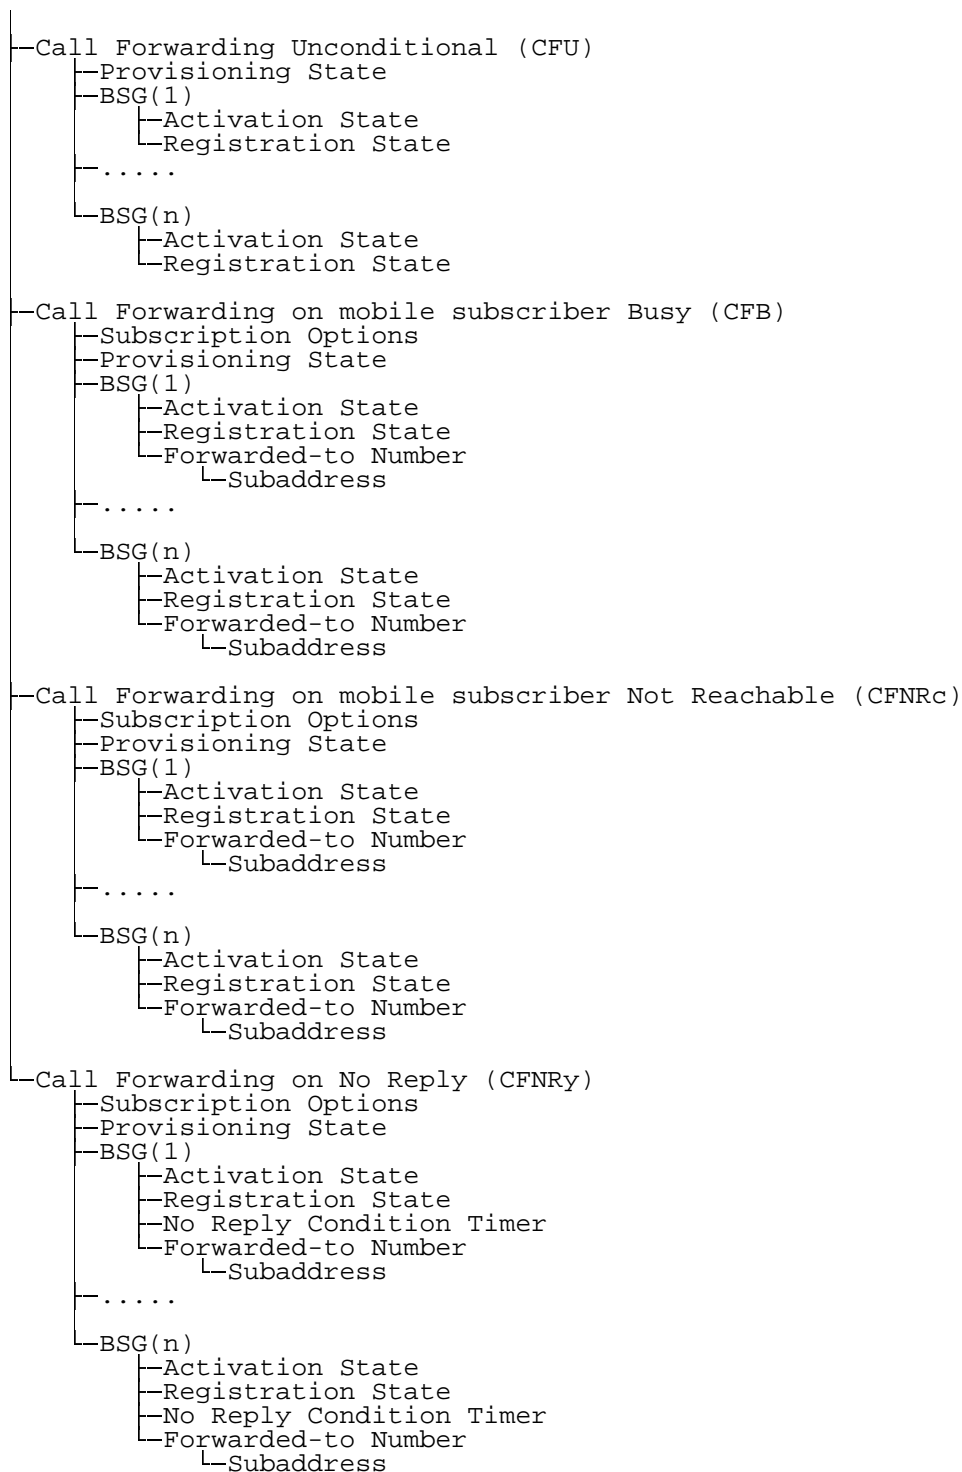 Call Forwarding Unconditional (CFU)
Provisioning State
BSG(1)
Activation State
Registration State
.....
BSG(n)
Activation State
Registration State
Call Forwarding on mobile subscriber Busy (CFB)
Subscription Options
Provisioning State
BSG(1)
Activation State
Registration State
Forwarded-to Number
Subaddress
.....
BSG(n)
Activation State
Registration State
Forwarded-to Number
Subaddress
Call Forwarding on mobile subscriber Not Reachable (CFNRc)
Subscription Options
Provisioning State
BSG(1)
Activation State
Registration State
Forwarded-to Number
Subaddress
.....
BSG(n)
Activation State
Registration State
Forwarded-to Number
Subaddress
Call Forwarding on No Reply (CFNRy)
Subscription Options
Provisioning State
BSG(1)
Activation State
Registration State
No Reply Condition Timer
Forwarded-to Number
Subaddress
.....
BSG(n)
Activation State
Registration State
No Reply Condition Timer
Forwarded-to Number
Subaddress